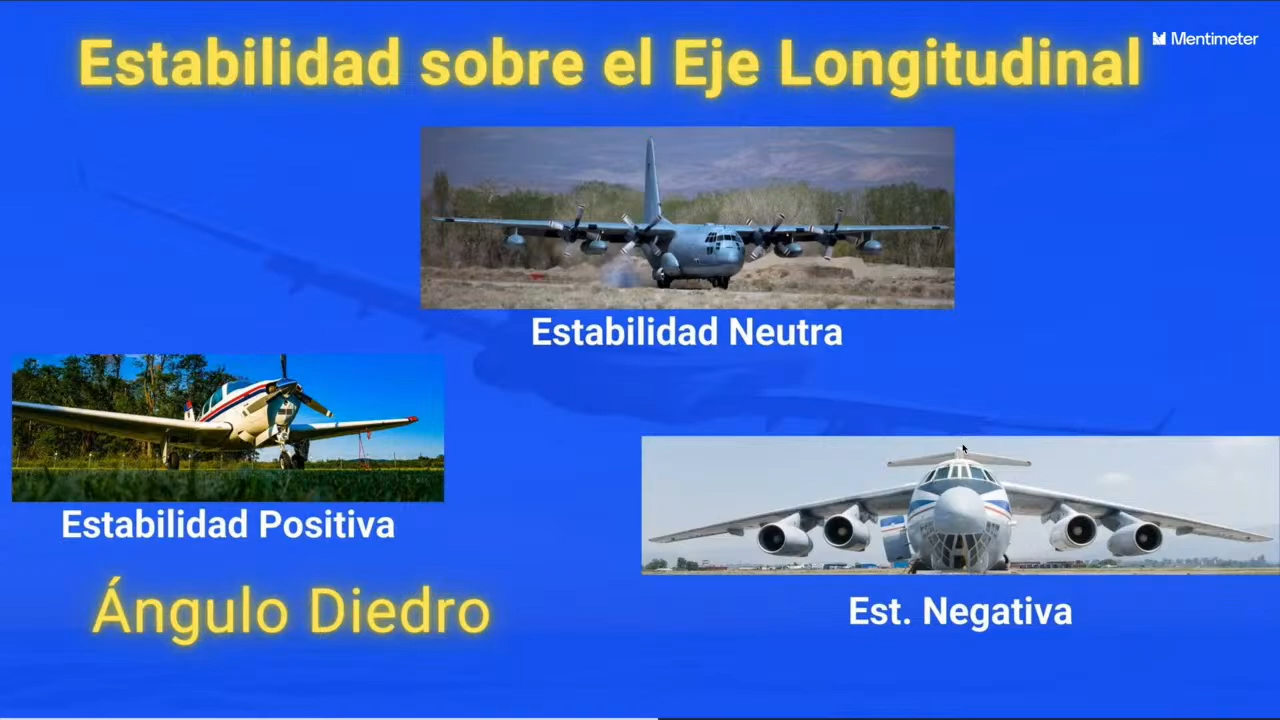 Estabilidad sobre el Eje Longitudinal
Mentimeter
Estabilidad Neutra
Estabilidad Positiva
Est. Negativa
Ángulo Diedro